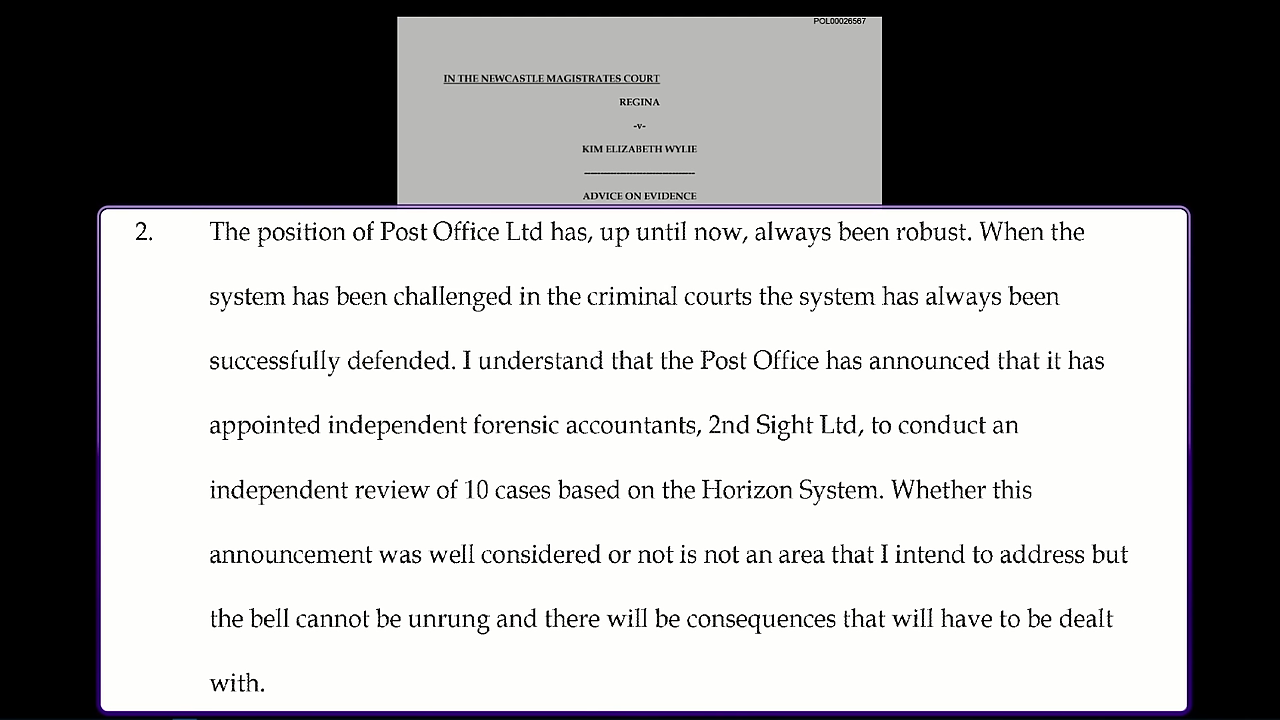 POL00026567
IN THE NEWCASTLE MAGISTRATES COURT
REGINA
-v-
KIM ELIZABETH WYLIE
ADVICE ON EVIDENCE
2. The position of Post Office Ltd has, up until now, always been robust. When the
system has been challenged in the criminal courts the system has always been
successfully defended. I understand that the Post Office has announced that it has
appointed independent forensic accountants, 2nd Sight Ltd, to conduct an
independent review of 10 cases based on the Horizon System. Whether this
announcement was well considered or not is not an area that I intend to address but
the bell cannot be unrung and there will be consequences that will have to be dealt
with.